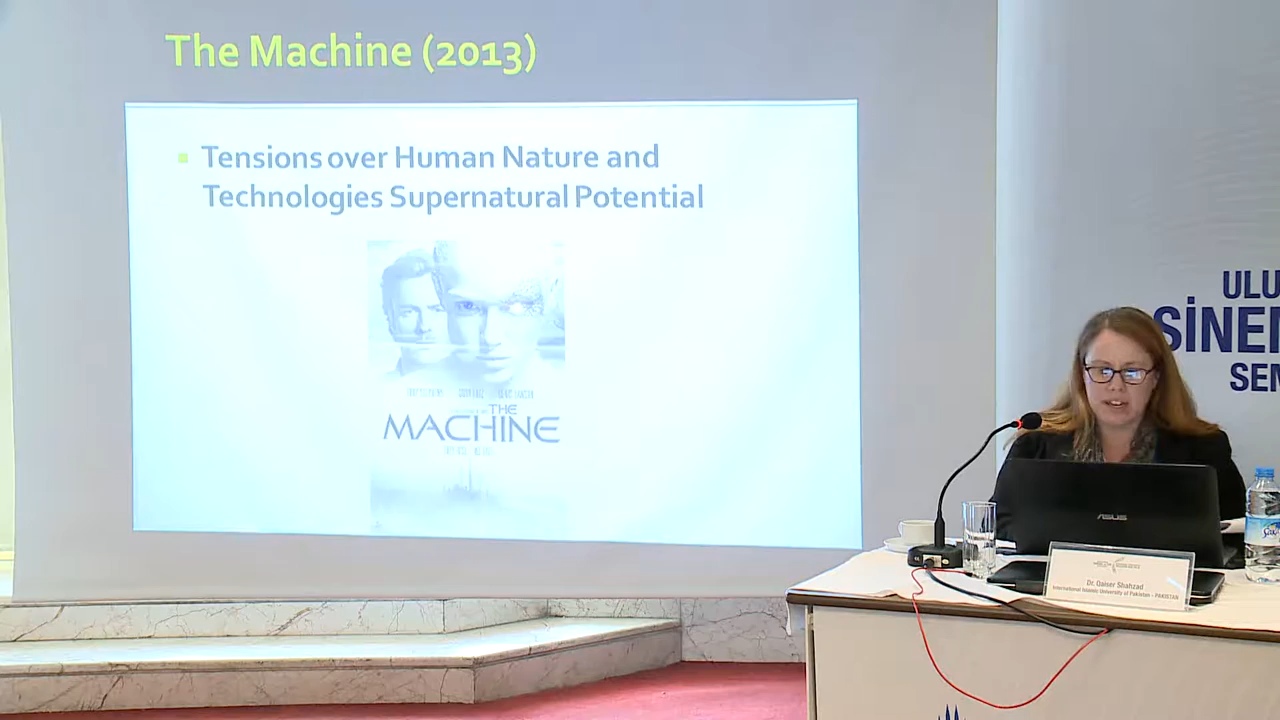 The Machine (2013)
Tensions over Human Nature and
Technologies Supernatural Potential
THE
MACHINE
ULU
SİNE
SEM
ASUS
Dr. Qaiser Shahzad
International Islamic University of Pakistan - PAKISTAN